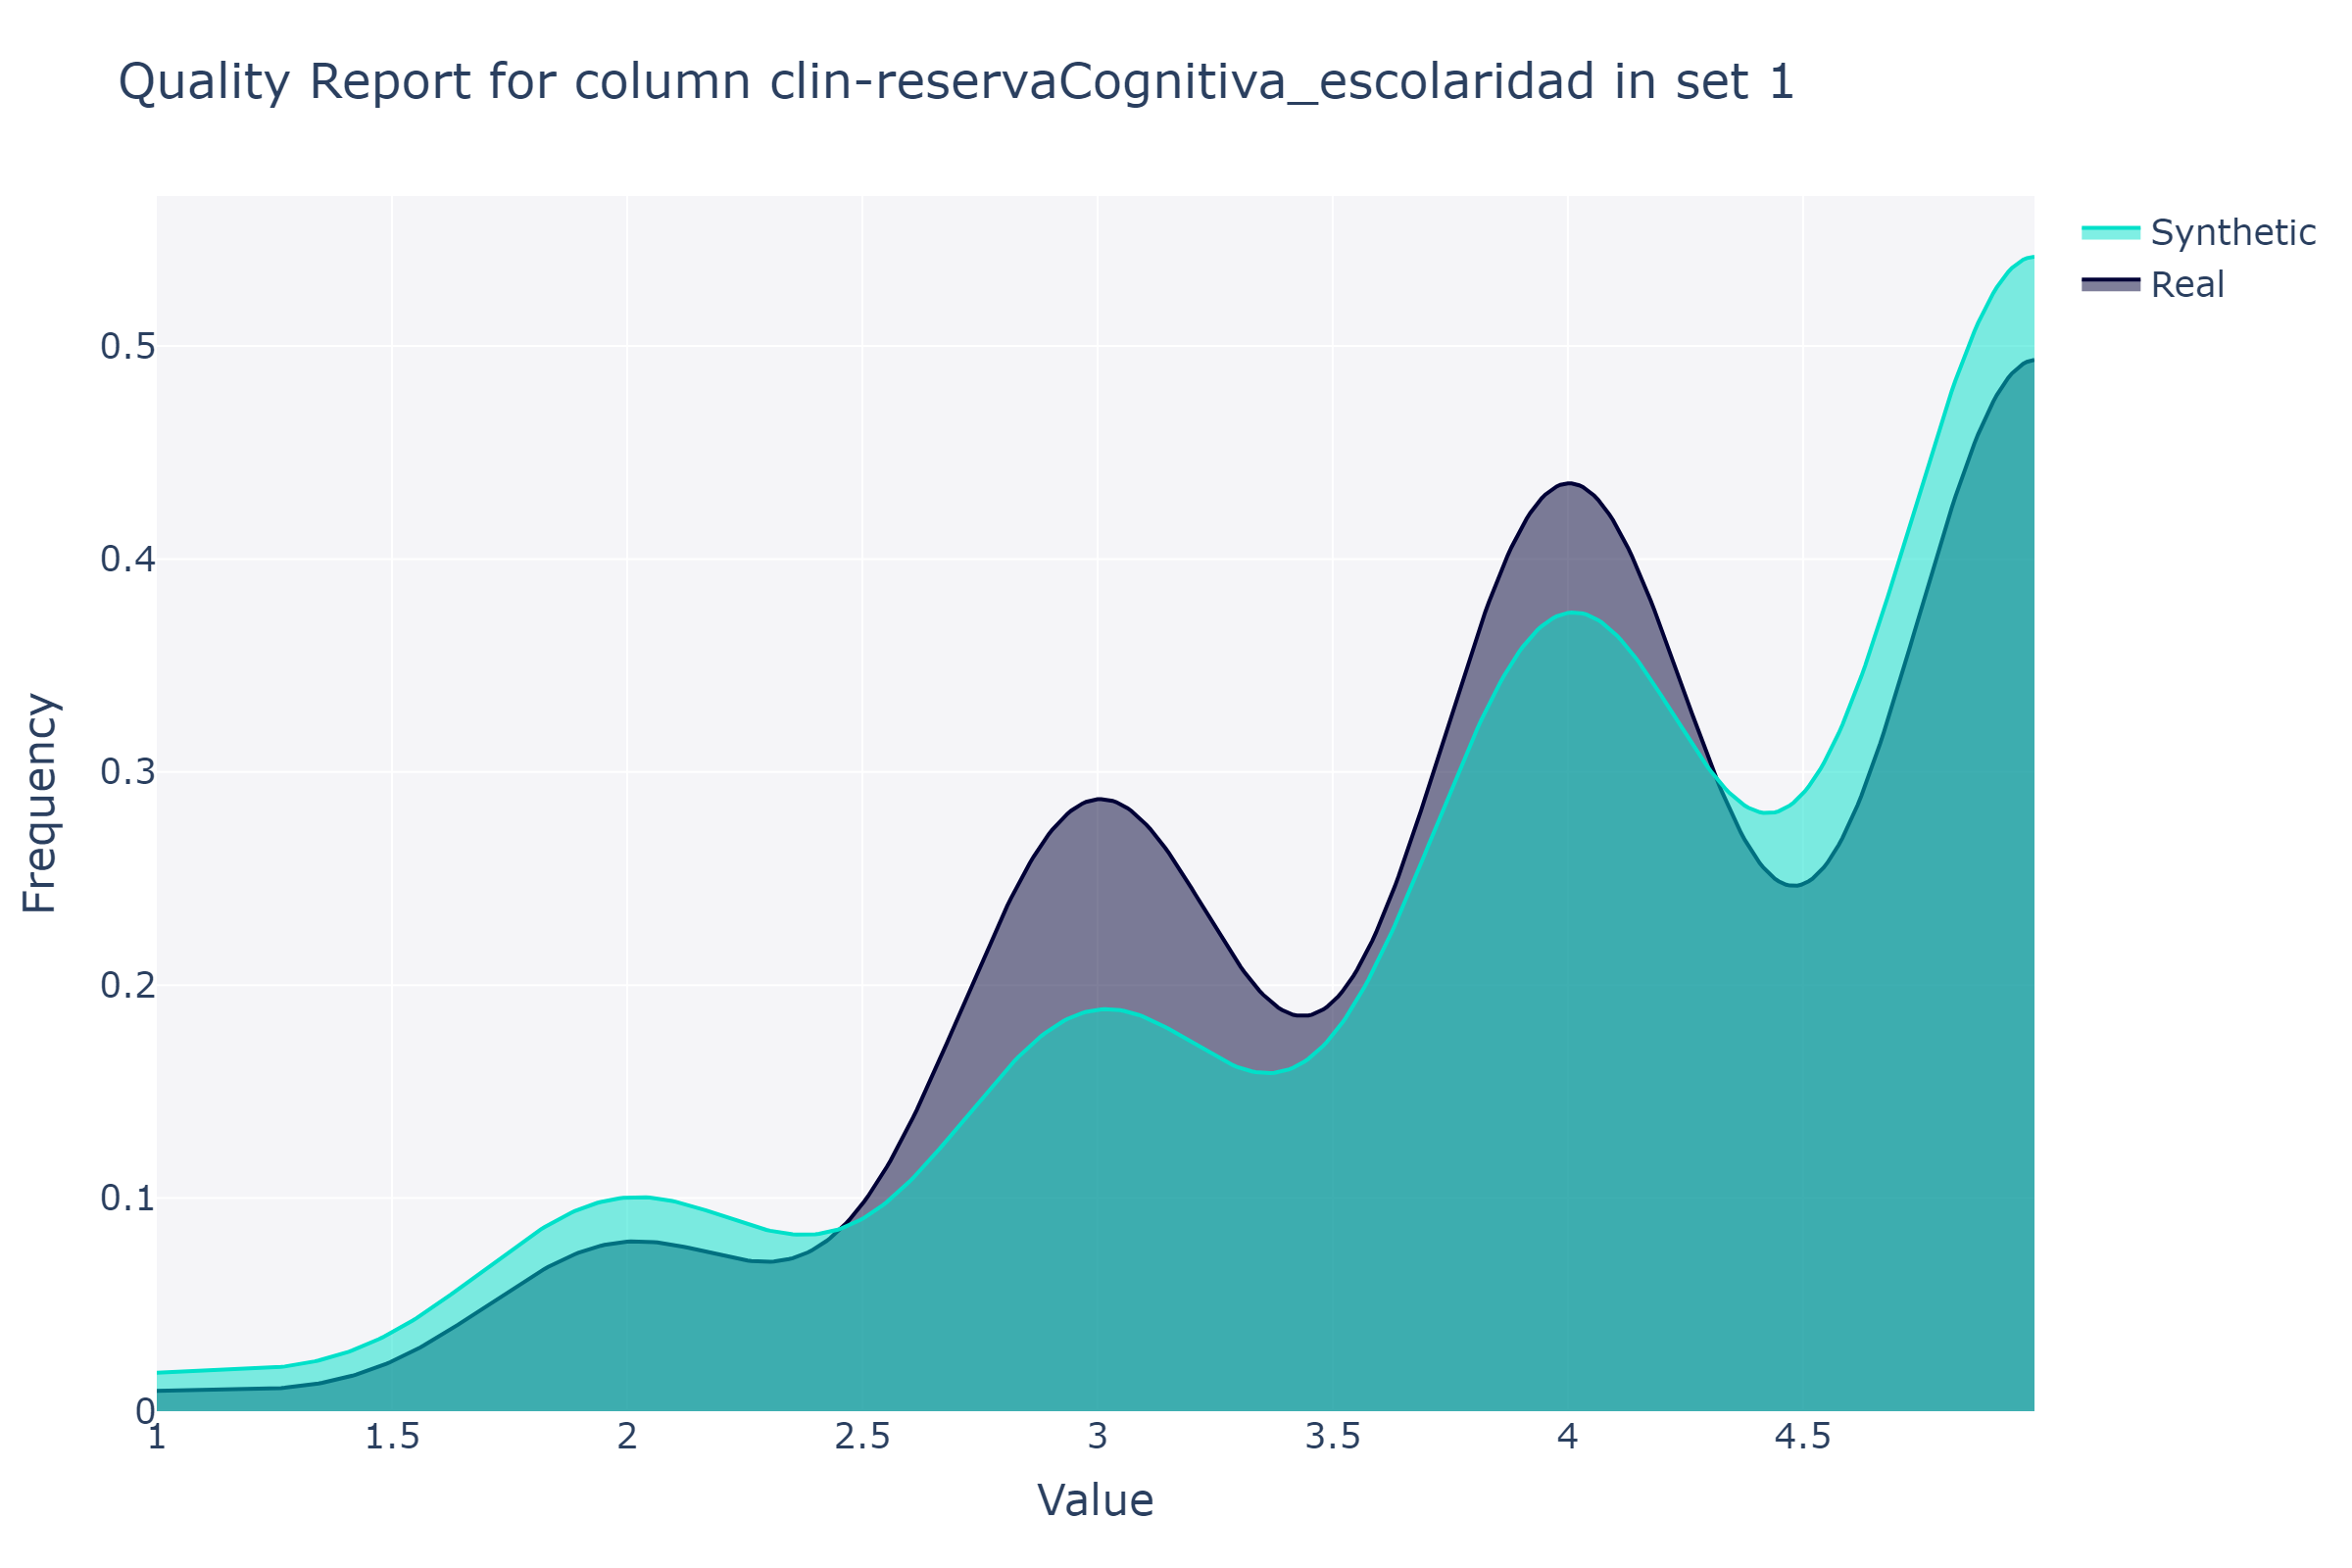 Quality Report for column clin-reservaCognitiva_escolaridad in set 1
Synthetic
Real
0.5
0.4
0.3
0.2
0.1
0
Frequency
1 1.5 2 2.5 3 3.5 4 4.5
Value